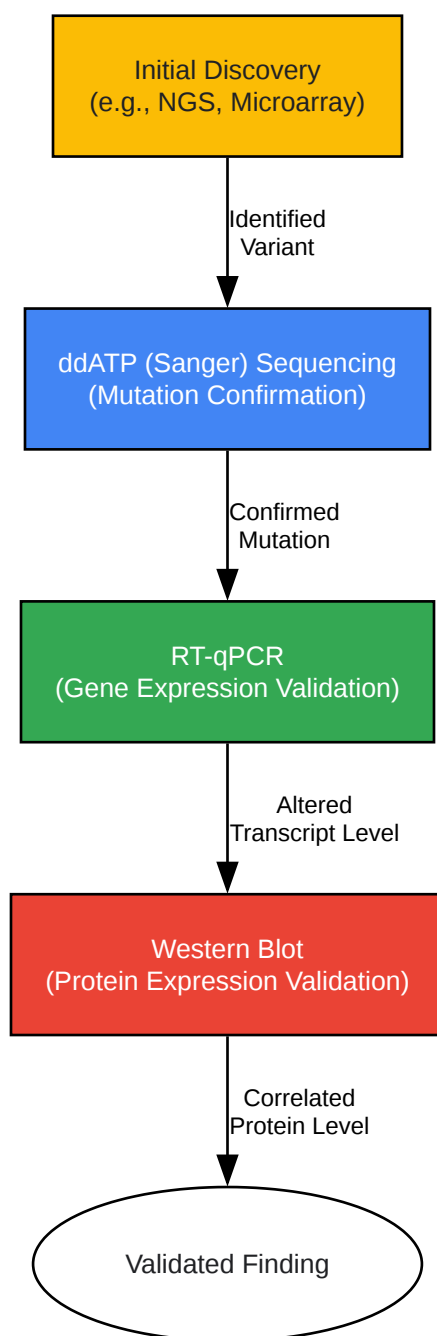 Initial Discovery
(e.g., NGS, Microarray)
Identified
Variant
ddATP (Sanger) Sequencing
(Mutation Confirmation)
Confirmed
Mutation
RT-qPCR
(Gene Expression Validation)
Altered
Transcript Level
Western Blot
(Protein Expression Validation)
Correlated
Protein Level
Validated Finding